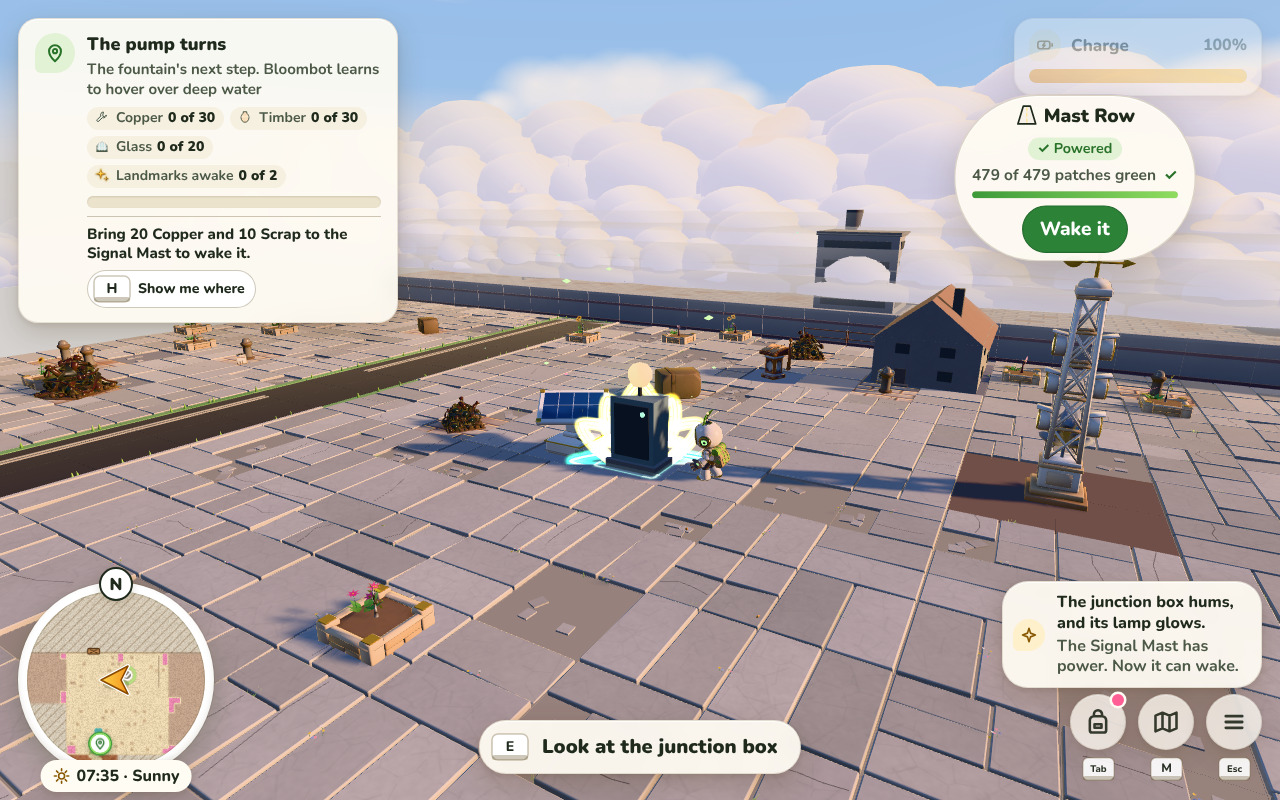 The pump turns
The fountain's next step. Bloombot learns
to hover over deep water
Copper 0 of 30
Timber 0 of 30
Glass 0 of 20
Landmarks awake 0 of 2
Bring 20 Copper and 10 Scrap to the
Signal Mast to wake it.
H Show me where
Charge 100%
Mast Row
Powered
479 of 479 patches green
Wake it
The junction box hums,
and its lamp glows.
The Signal Mast has
power. Now it can wake.
N
07:35 · Sunny
E Look at the junction box
Tab
M
Esc